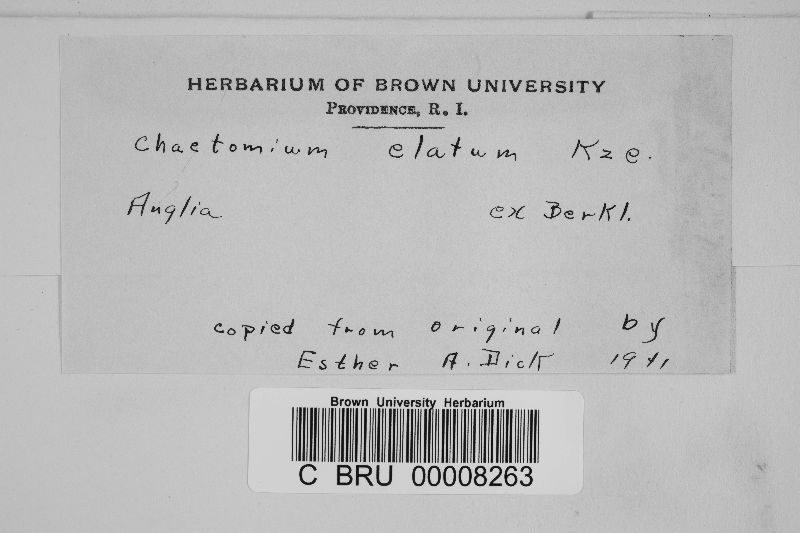 HERBARIUM OF BROWN UNIVERSITY
PROVIDENCE, R. I.
Chaetomium elatum Kze.
Anglia ex Berkl.
copied from original by
Esther A. Dick 1941
Brown University Herbarium
C BRU 00008263